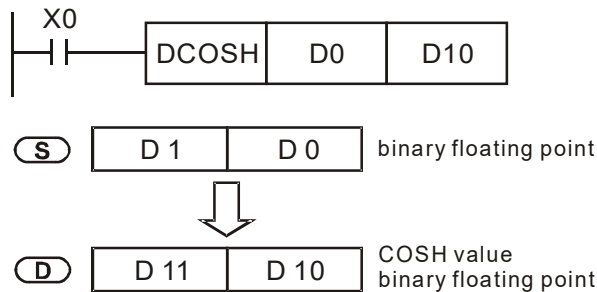 X0
DCOSH D0 D10
S D 1 D 0 binary floating point
D D 11 D 10 COSH value
binary floating point